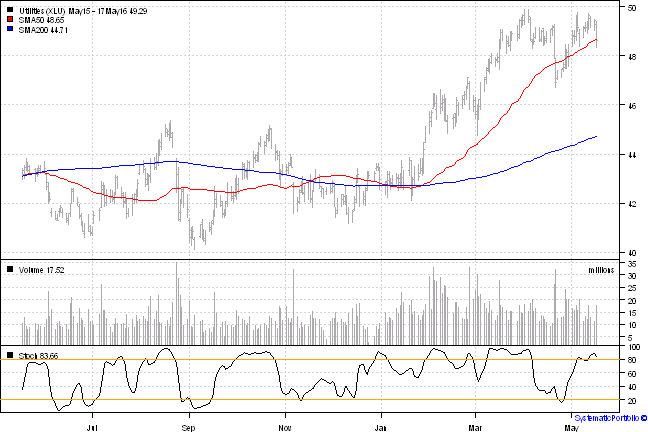 Utilities (XLU) May15 - 17May16 49.29
SMA50 48.65
SMA200 44.71
50
48
46
44
42
40
Volume 17.52
millions
35
30
25
20
15
10
5
Stoch 83.66
100
80
60
40
20
Jul Sep Nov Jan Mar May
SystematicPortfolio ©